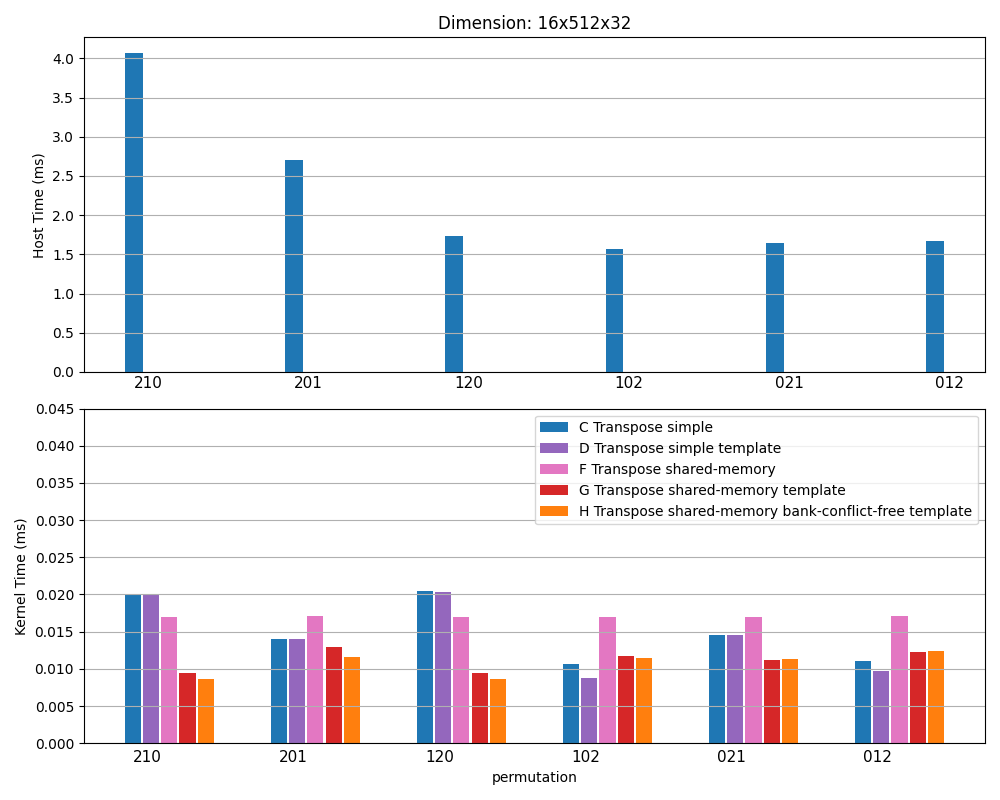 Dimension: 16x512x32
Host Time (ms)
4.0
3.5
3.0
2.5
2.0
1.5
1.0
0.5
0.0
210 201 120 102 021 012
Kernel Time (ms)
0.045
0.040
0.035
0.030
0.025
0.020
0.015
0.010
0.005
0.000
C Transpose simple
D Transpose simple template
F Transpose shared-memory
G Transpose shared-memory template
H Transpose shared-memory bank-conflict-free template
210 201 120 102 021 012
permutation